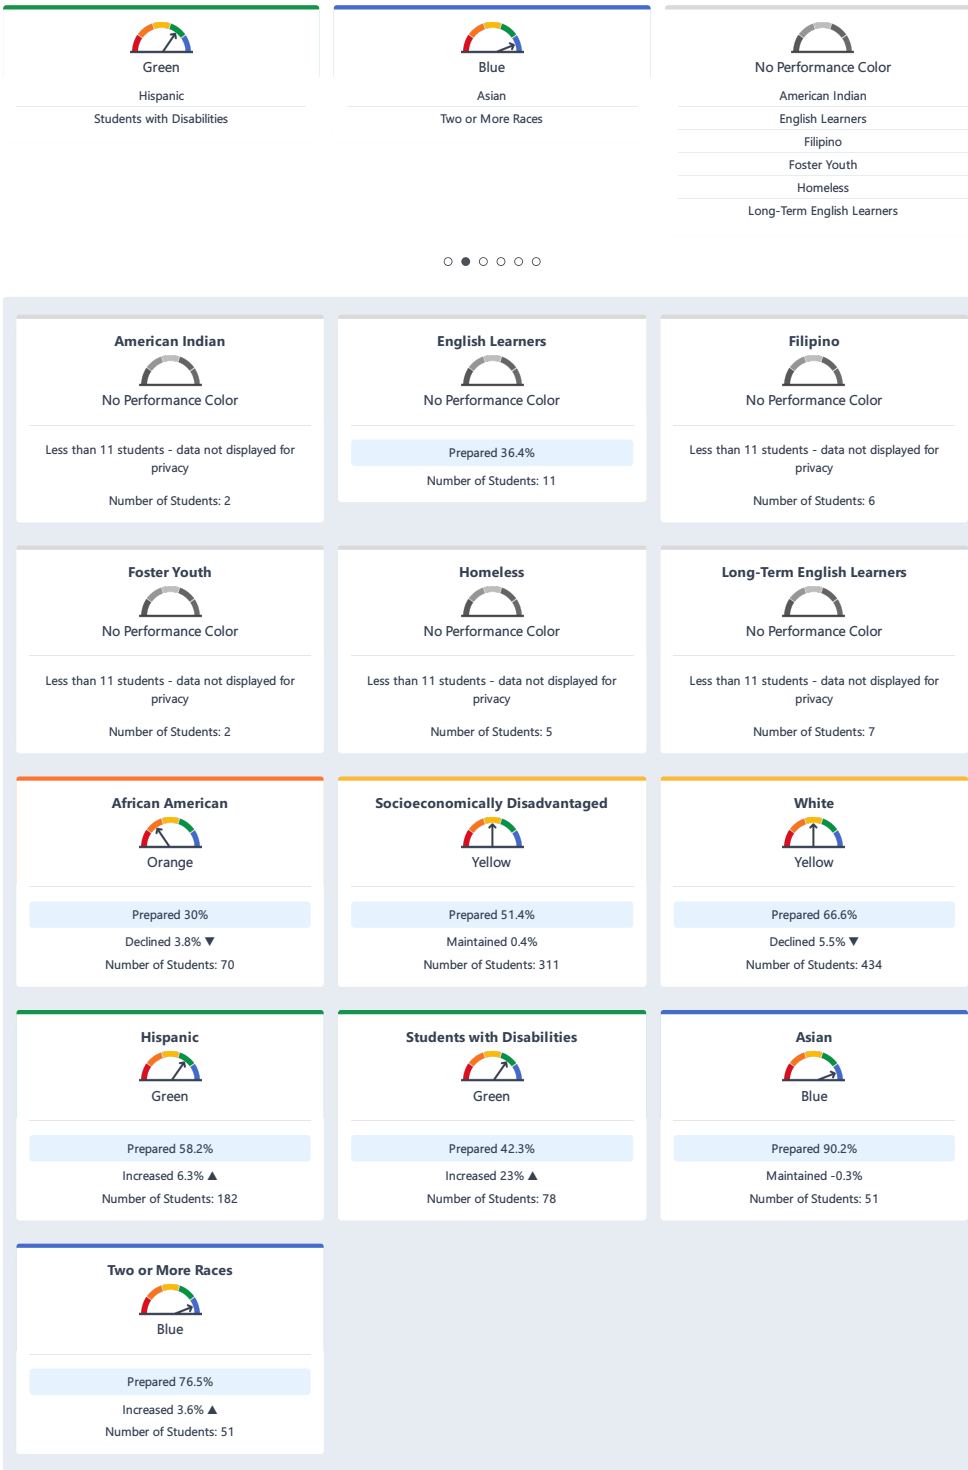 Green
Hispanic
Students with Disabilities
Blue
Asian
Two or More Races
No Performance Color
American Indian
English Learners
Filipino
Foster Youth
Homeless
Long-Term English Learners
American Indian
No Performance Color
Less than 11 students - data not displayed for
privacy
Number of Students: 2
English Learners
No Performance Color
Prepared 36.4%
Number of Students: 11
Filipino
No Performance Color
Less than 11 students - data not displayed for
privacy
Number of Students: 6
Foster Youth
No Performance Color
Less than 11 students - data not displayed for
privacy
Number of Students: 2
Homeless
No Performance Color
Less than 11 students - data not displayed for
privacy
Number of Students: 5
Long-Term English Learners
No Performance Color
Less than 11 students - data not displayed for
privacy
Number of Students: 7
African American
Orange
Prepared 30%
Declined 3.8% ▼
Number of Students: 70
Socioeconomically Disadvantaged
Yellow
Prepared 51.4%
Maintained 0.4%
Number of Students: 311
White
Yellow
Prepared 66.6%
Declined 5.5% ▼
Number of Students: 434
Hispanic
Green
Prepared 58.2%
Increased 6.3% ▲
Number of Students: 182
Students with Disabilities
Green
Prepared 42.3%
Increased 23% ▲
Number of Students: 78
Asian
Blue
Prepared 90.2%
Maintained -0.3%
Number of Students: 51
Two or More Races
Blue
Prepared 76.5%
Increased 3.6% ▲
Number of Students: 51